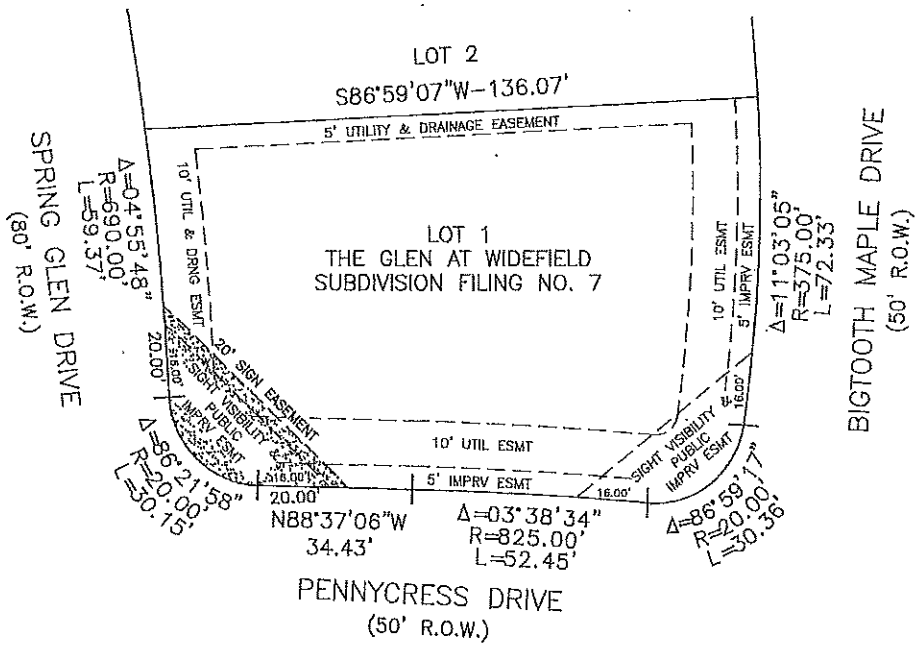 LOT 2
S86°59'07"W-136.07'
5' UTILITY & DRAINAGE EASEMENT
SPRING GLEN DRIVE
(80' R.O.W.)
Δ=04°55'48"
R=690.00'
L=59.37'
10' UTIL & DRNG ESMT
LOT 1
THE GLEN AT WIDEFIELD
SUBDIVISION FILING NO. 7
10' UTIL ESMT
5' IMPRV ESMT
Δ=11°03'05"
R=375.00'
L=72.33'
BIGTOOTH MAPLE DRIVE
(50' R.O.W.)
20.00'
16.00'
20' SIGN EASEMENT
SIGHT VISIBILITY
&
PUBLIC
IMPRV ESMT
16.00'
20.00'
Δ=86°21'58"
R=20.00'
L=30.15'
N88°37'06"W
34.43'
10' UTIL ESMT
5' IMPRV ESMT
Δ=03°38'34"
R=825.00'
L=52.45'
16.00'
SIGHT VISIBILITY &
PUBLIC
IMPRV ESMT
16.00'
Δ=86°59'17"
R=20.00'
L=30.36'
PENNYCRESS DRIVE
(50' R.O.W.)